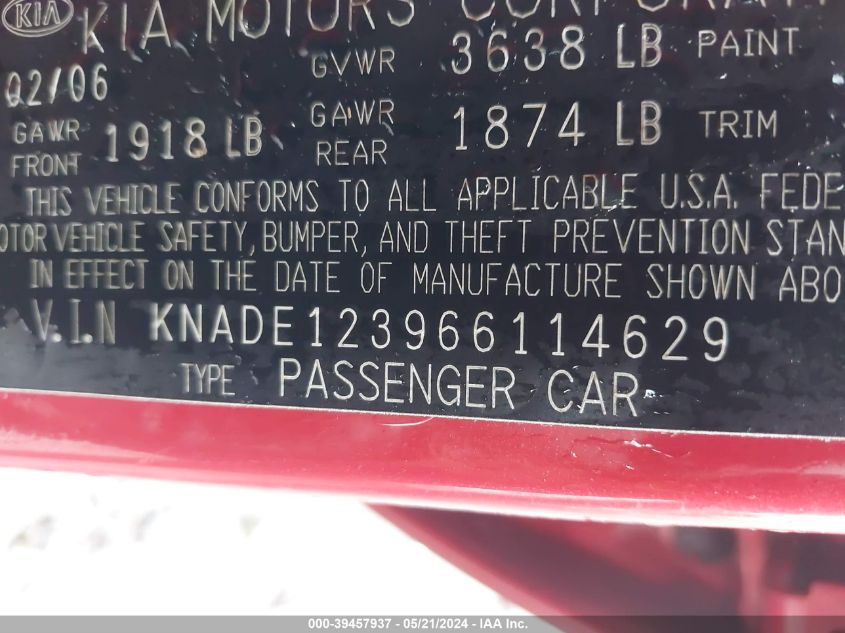 KIA KIA MOTORS CORPORATI
02/06 GVWR 3638 LB PAINT
GAWR FRONT 1918 LB GAWR REAR 1874 LB TRIM
THIS VEHICLE CONFORMS TO ALL APPLICABLE U.S.A. FEDE
OTOR VEHICLE SAFETY, BUMPER, AND THEFT PREVENTION STAN
IN EFFECT ON THE DATE OF MANUFACTURE SHOWN ABO
V.I.N KNADE123966114629
TYPE PASSENGER CAR
000-39457937 - 05/21/2024 - IAA Inc.